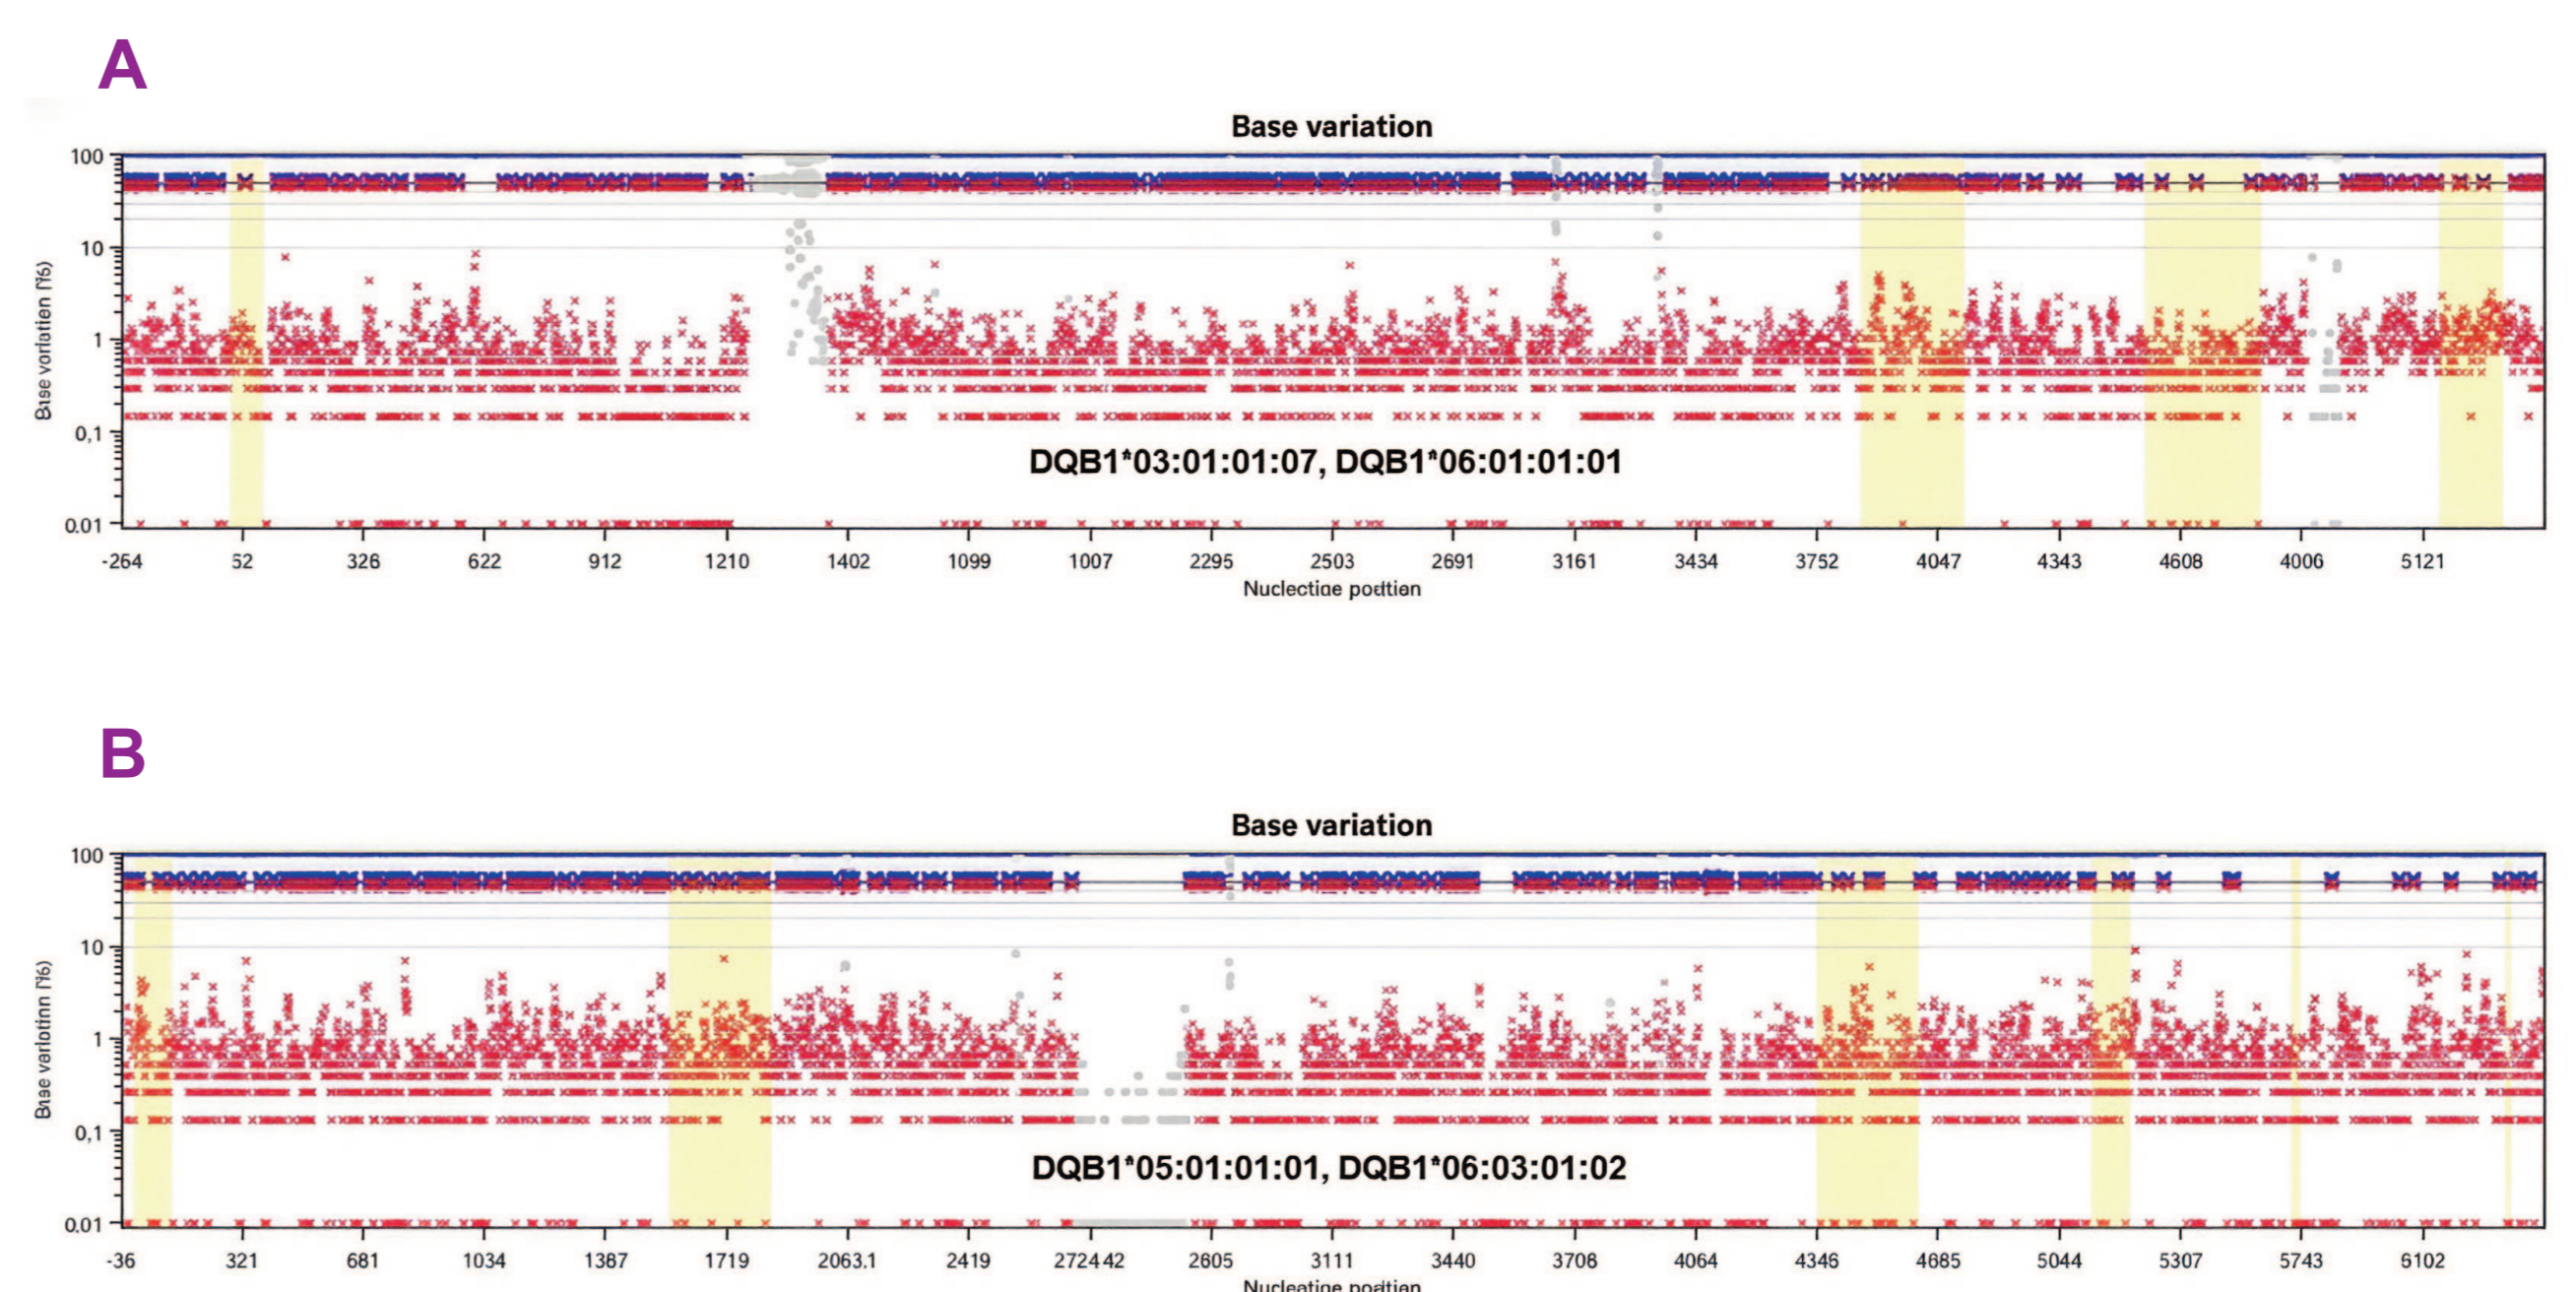 A
Base variation
100
10
1
0,1
0.01
DQB1*03:01:01:07, DQB1*06:01:01:01
-264 52 326 622 912 1210 1402 1099 1007 2295 2503 2691 3161 3434 3752 4047 4343 4608 4006 5121
B
Base variation
100
10
1
0,1
0.01
DQB1*05:01:01:01, DQB1*06:03:01:02
-36 321 681 1034 1387 1719 2063.1 2419 2724 42 2605 3111 3440 3708 4064 4346 4685 5044 5307 5743 6102